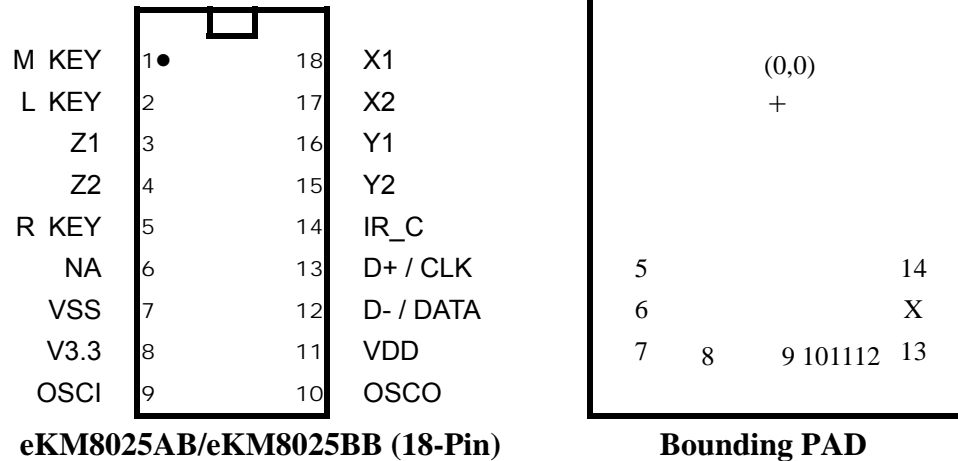 M KEY 1 18 X1
L KEY 2 17 X2
Z1 3 16 Y1
Z2 4 15 Y2
R KEY 5 14 IR_C
NA 6 13 D+ / CLK
VSS 7 12 D- / DATA
V3.3 8 11 VDD
OSCI 9 10 OSCO
eKM8025AB/eKM8025BB (18-Pin)
(0,0)
+
5 14
6 X
7 8 9 101112 13
Bounding PAD